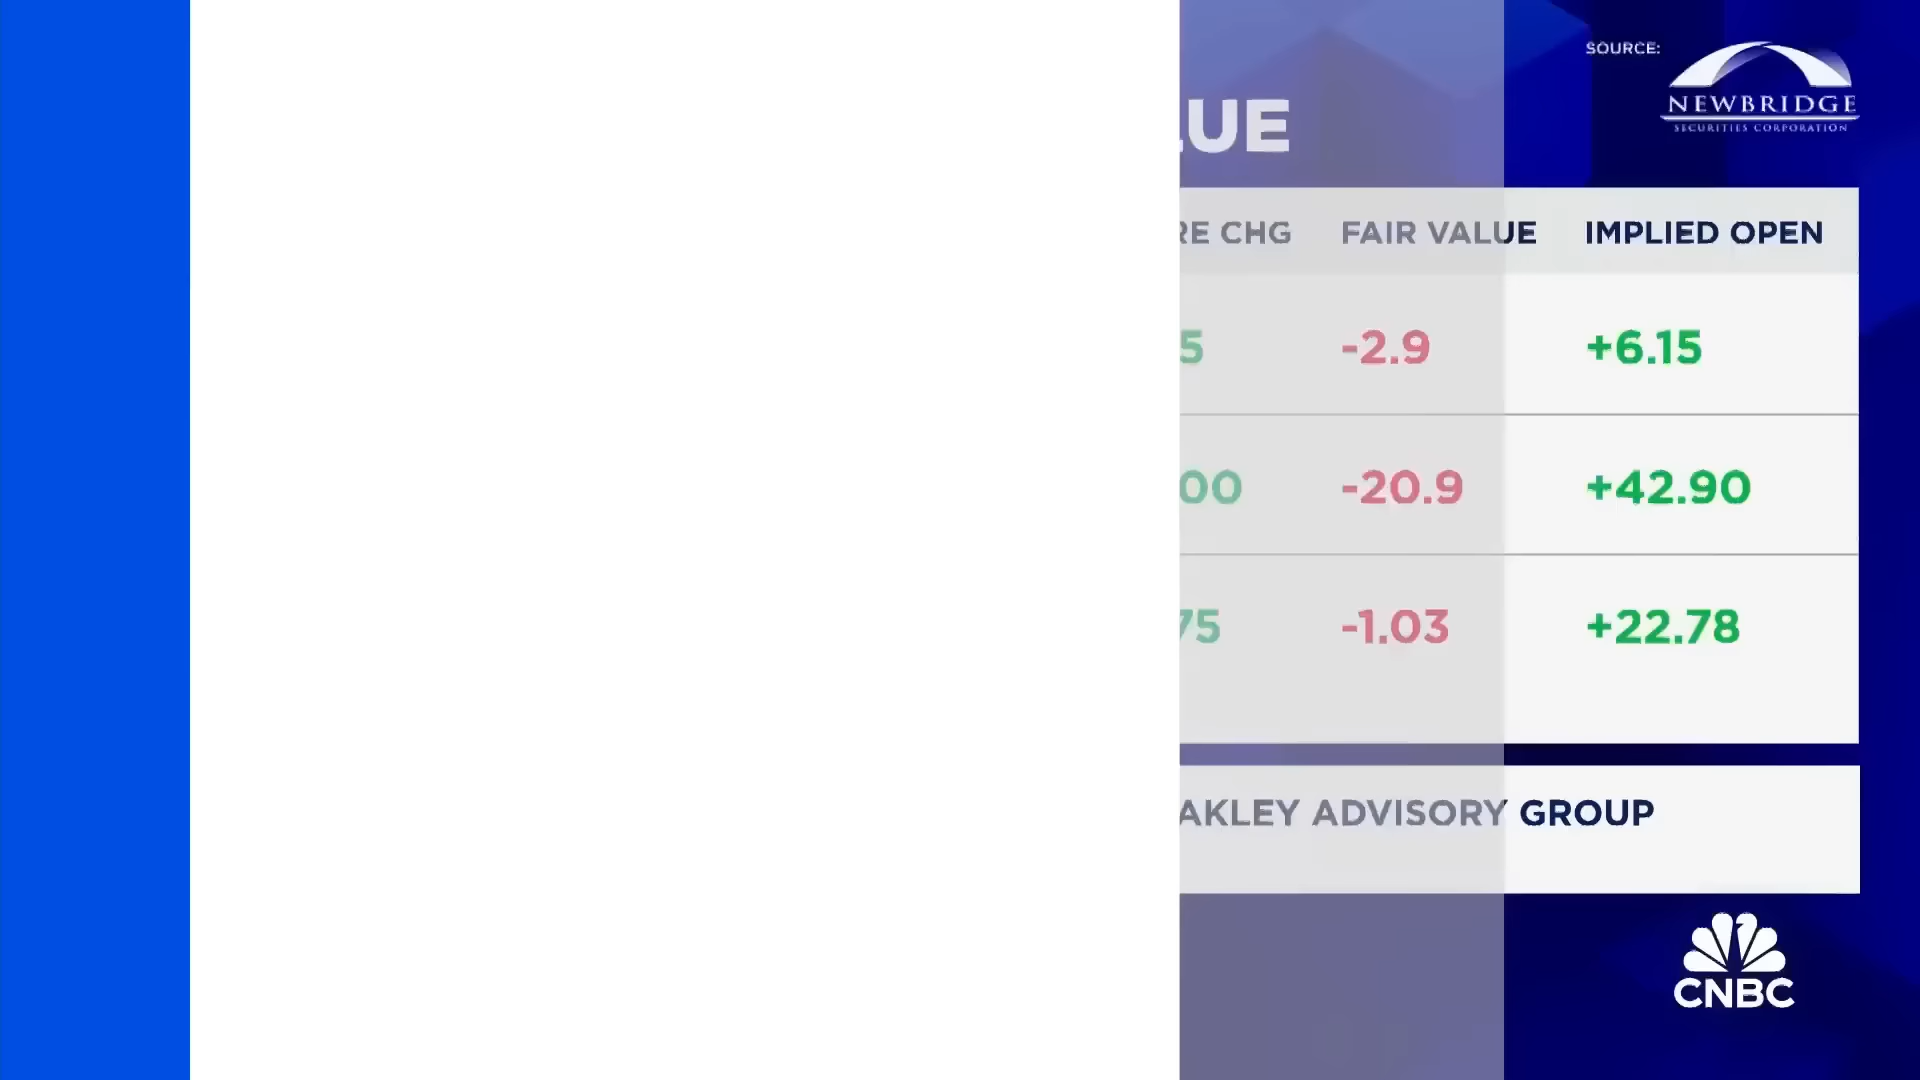 SOURCE:
NEWBRIDGE
SECURITIES CORPORATION
UE
RE CHG FAIR VALUE IMPLIED OPEN
5 -2.9 +6.15
00 -20.9 +42.90
75 -1.03 +22.78
AKLEY ADVISORY GROUP
CNBC